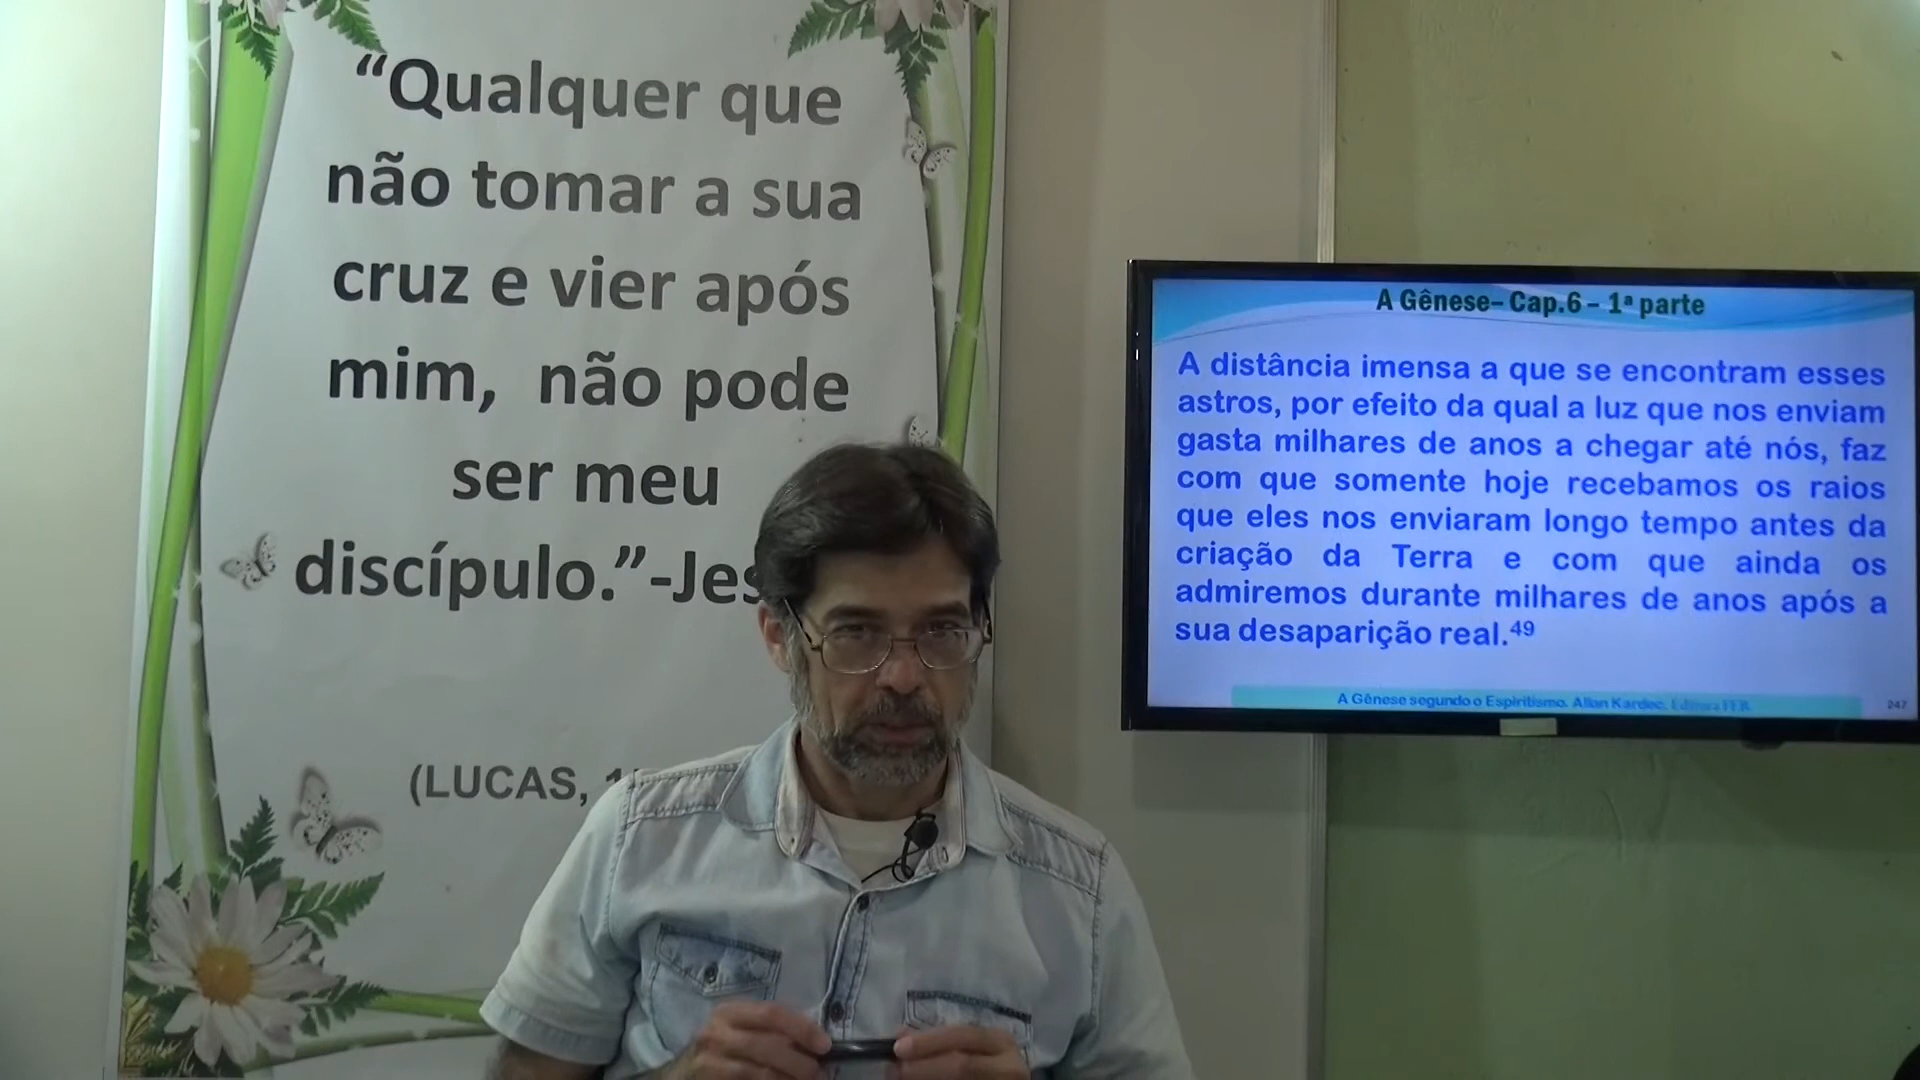 “Qualquer que
não tomar a sua
cruz e vier após
mim, não pode
ser meu
discípulo.”-Jes
(LUCAS,
A Gênese– Cap.6 – 1ª parte
A distância imensa a que se encontram esses
astros, por efeito da qual a luz que nos enviam
gasta milhares de anos a chegar até nós, faz
com que somente hoje recebamos os raios
que eles nos enviaram longo tempo antes da
criação da Terra e com que ainda os
admiremos durante milhares de anos após a
sua desaparição real.⁴⁹
A Gênese segundo o Espiritismo. Allan Kardec. Editora FEB.
247